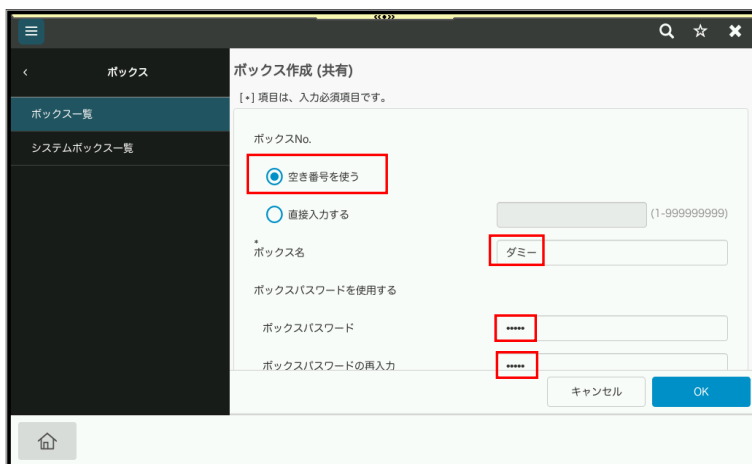 ボックス
ボックス一覧
システムボックス一覧
ボックス作成 (共有)
[*] 項目は、入力必須項目です。
ボックスNo.
空き番号を使う
直接入力する (1-999999999)
*
ボックス名 ダミー
ボックスパスワードを使用する
ボックスパスワード •••••
ボックスパスワードの再入力 •••••
キャンセル OK